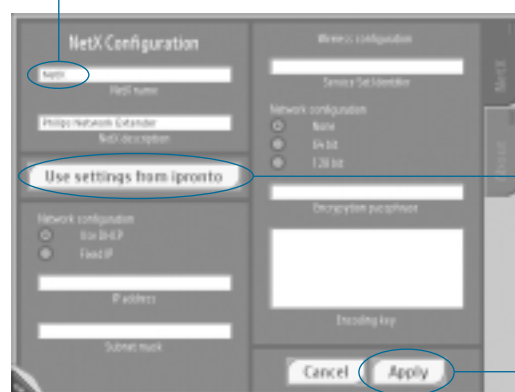 NetX Configuration
NetX
NetX name
Philips Network Extender
NetX description
Use settings from ipronto
Network configuration
Use DHCP
Fixed IP
IP address
Subnet mask
Wireless configuration
Service Set Identifier
Network configuration
None
64 bit
128 bit
Encryption passphrase
Encoding key
Cancel
Apply
NetX
About